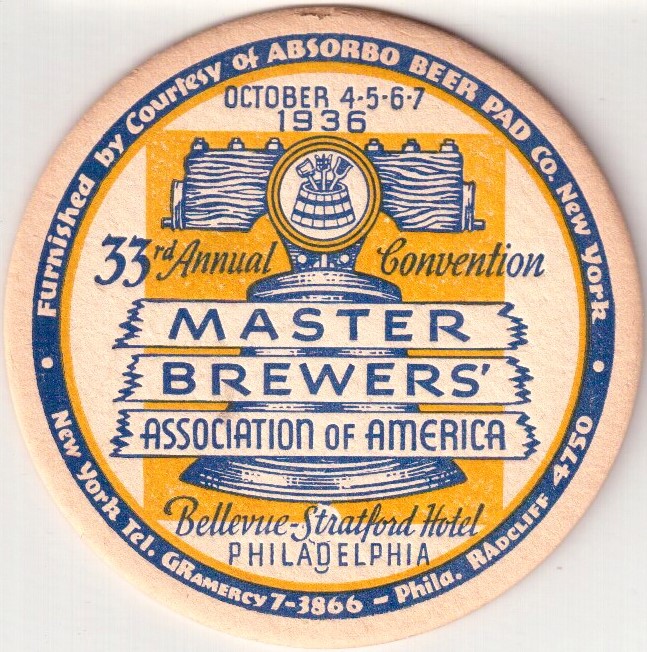 Furnished by Courtesy of ABSORBO BEER PAD CO. New York
OCTOBER 4-5-6-7
1936
33rd Annual Convention
MASTER
BREWERS'
ASSOCIATION OF AMERICA
Bellevue-Stratford Hotel
PHILADELPHIA
New York Tel. GRAMERCY 7-3866 - Phila. RADCLIFF 4750